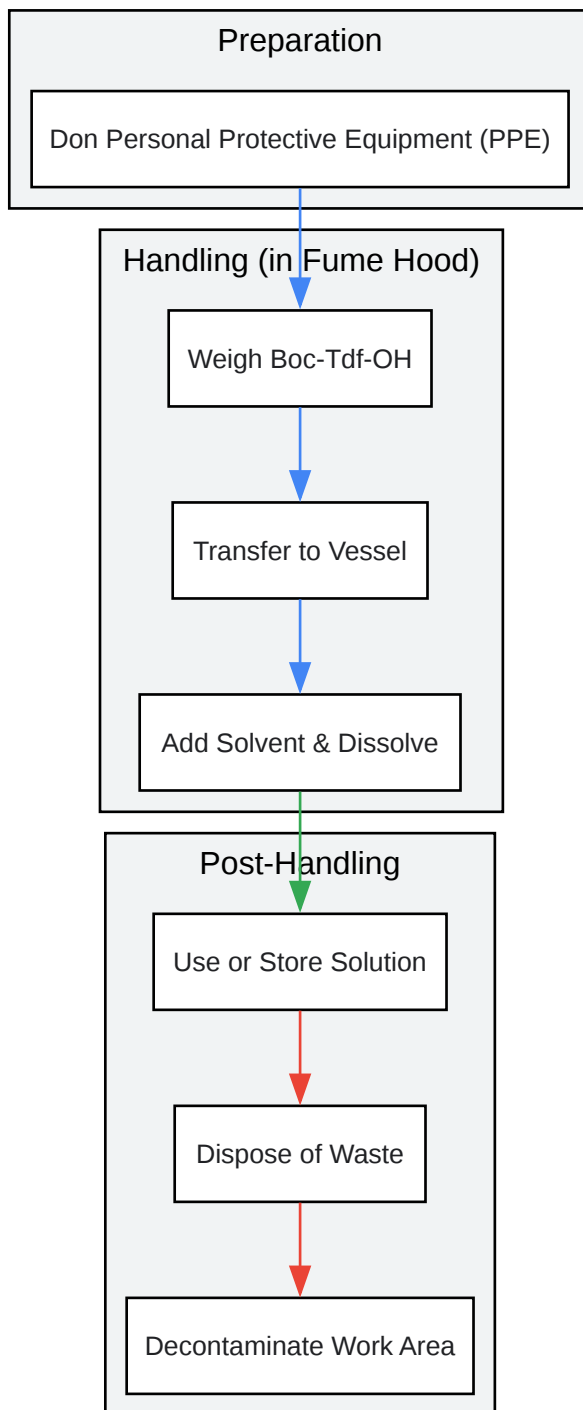 Preparation
Don Personal Protective Equipment (PPE)
Handling (in Fume Hood)
Weigh Boc-Tdf-OH
Transfer to Vessel
Add Solvent & Dissolve
Post-Handling
Use or Store Solution
Dispose of Waste
Decontaminate Work Area